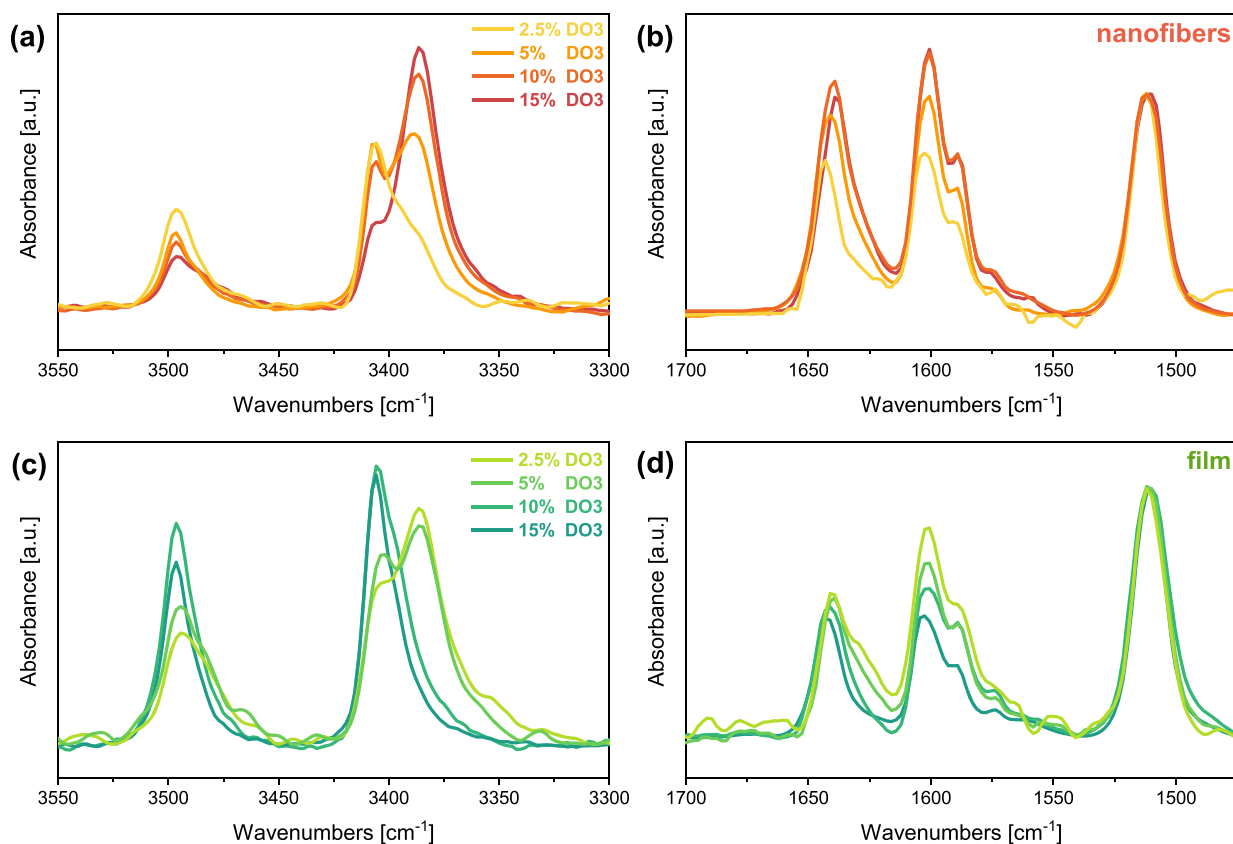 (a)
2.5% DO3
5% DO3
10% DO3
15% DO3
Absorbance [a.u.]
3550 3500 3450 3400 3350 3300
Wavenumbers [cm⁻¹]
(b)
nanofibers
Absorbance [a.u.]
1700 1650 1600 1550 1500
Wavenumbers [cm⁻¹]
(c)
2.5% DO3
5% DO3
10% DO3
15% DO3
Absorbance [a.u.]
3550 3500 3450 3400 3350 3300
Wavenumbers [cm⁻¹]
(d)
film
Absorbance [a.u.]
1700 1650 1600 1550 1500
Wavenumbers [cm⁻¹]